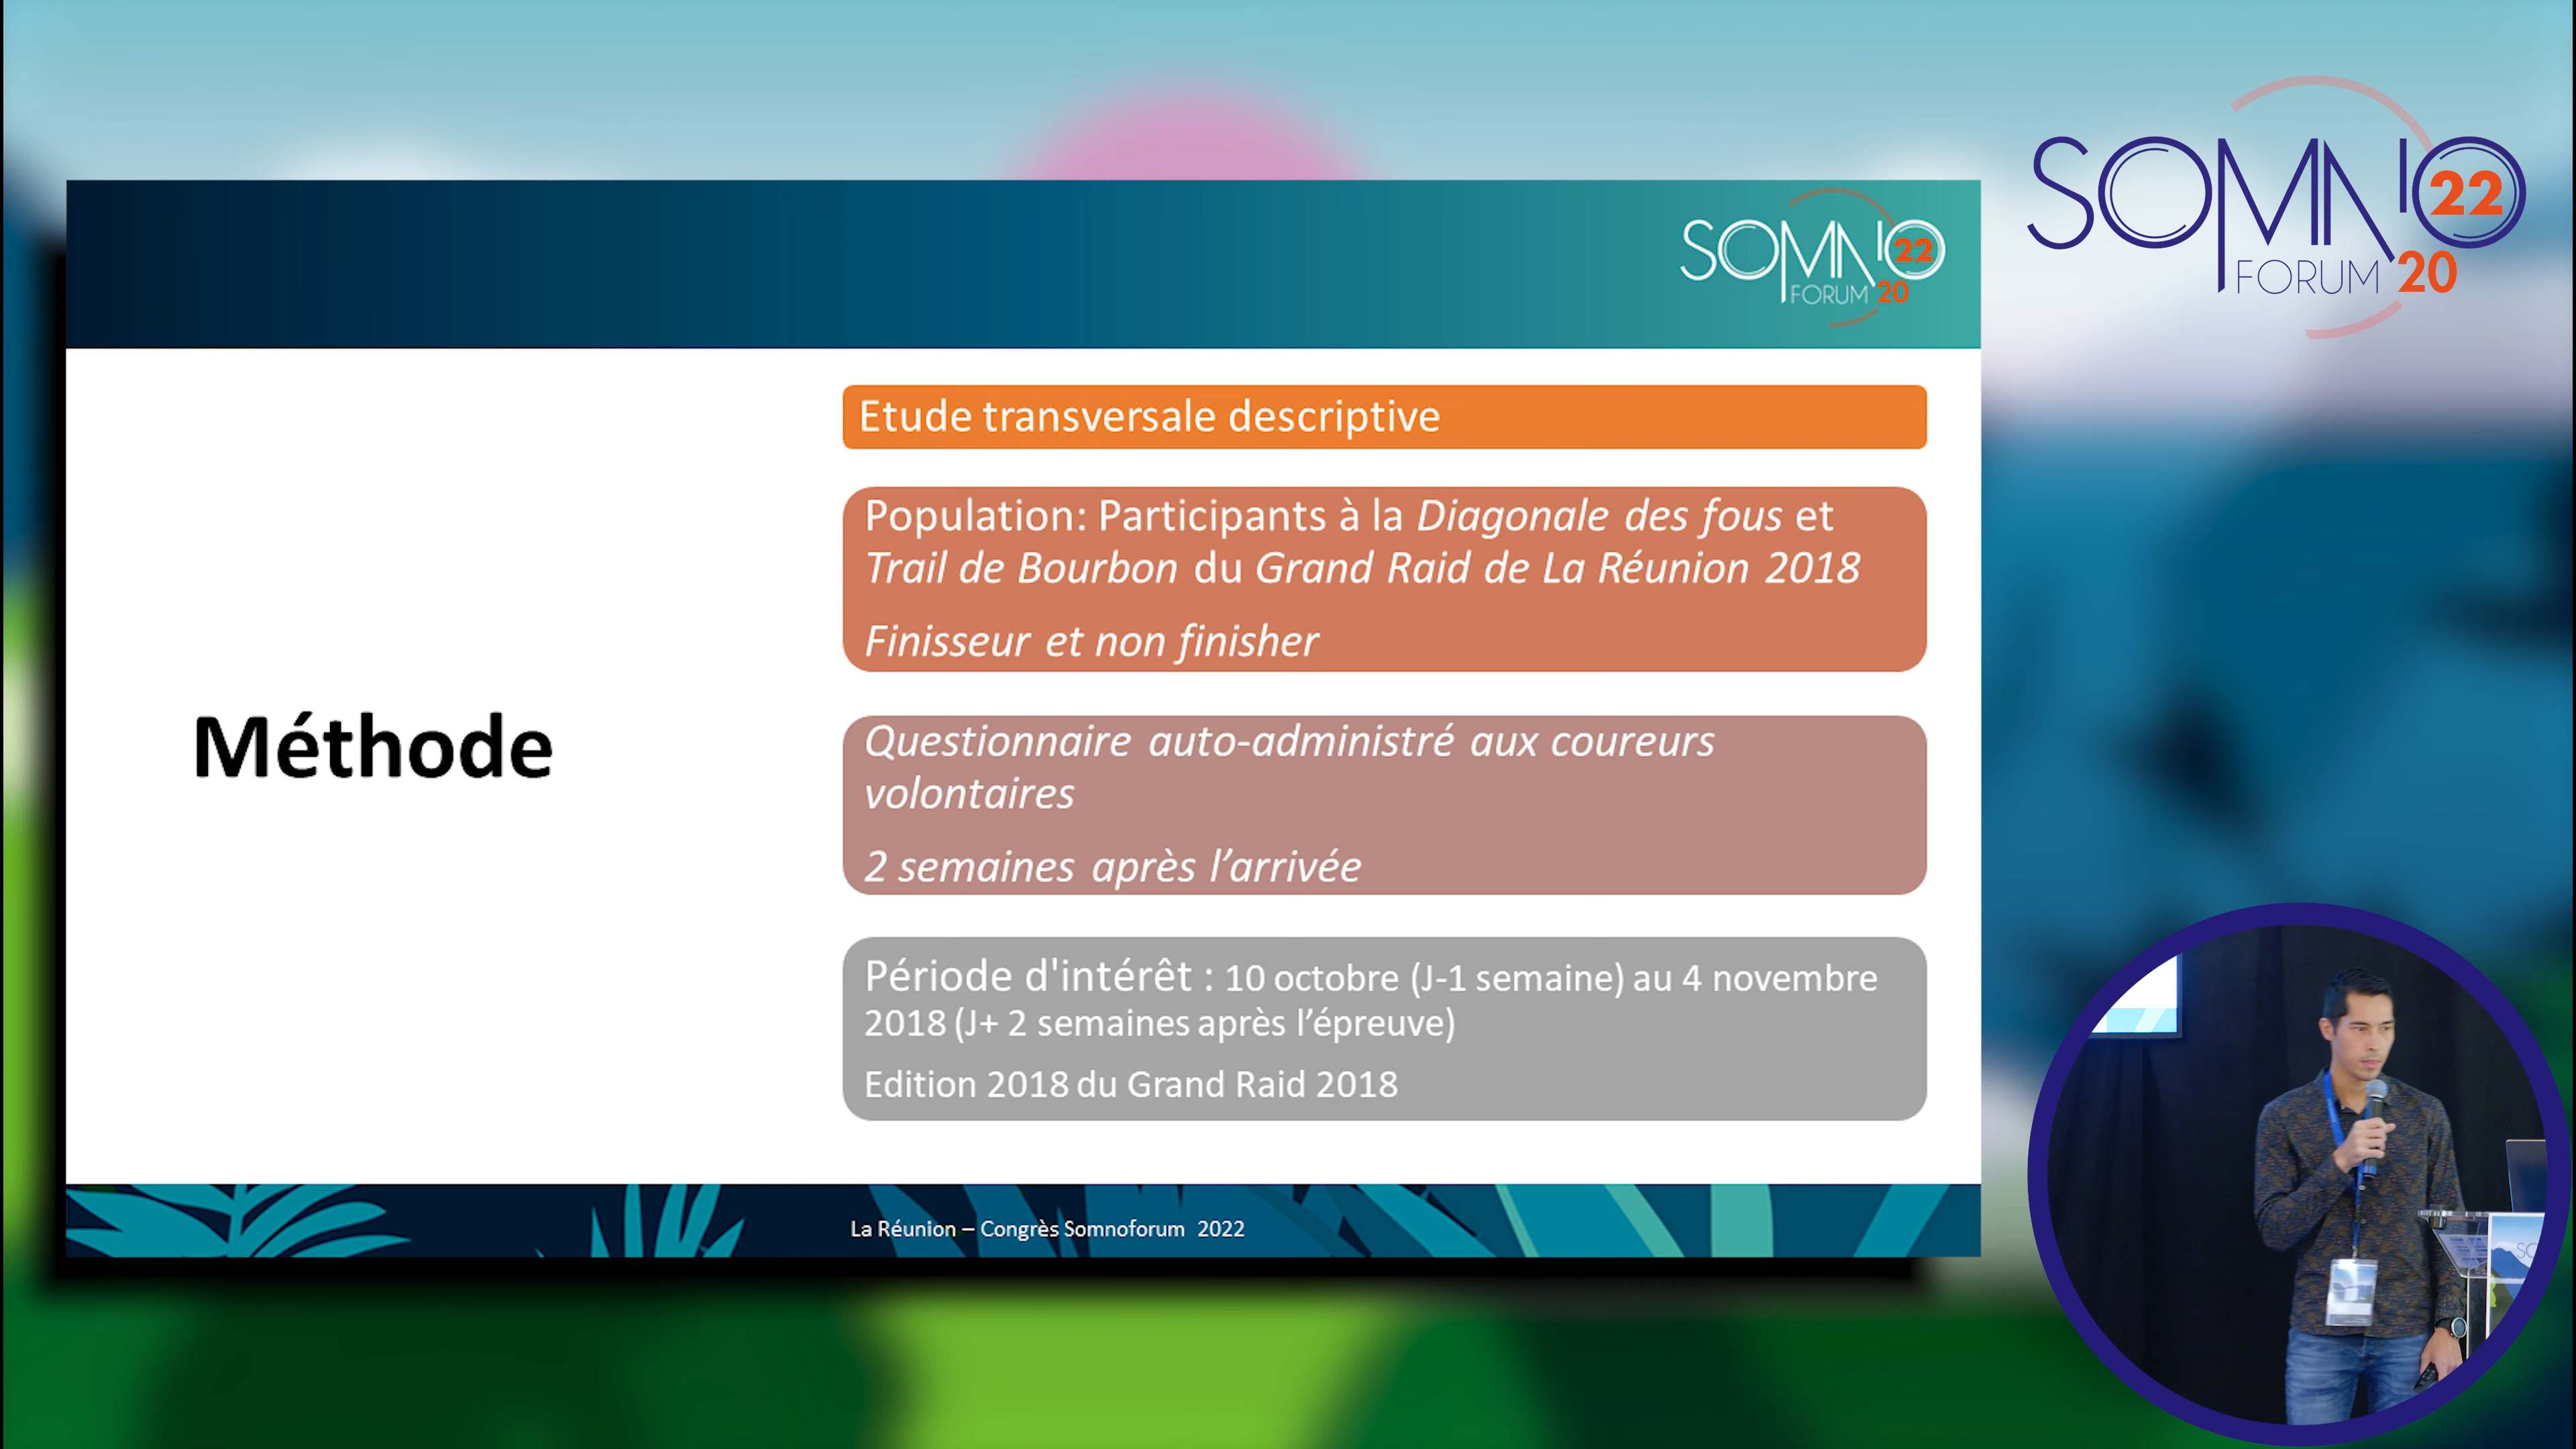 SOMNIO 22
FORUM 20
SOMNIO 22
FORUM 20
Méthode
Etude transversale descriptive
Population: Participants à la Diagonale des fous et
Trail de Bourbon du Grand Raid de La Réunion 2018
Finisseur et non finisher
Questionnaire auto-administré aux coureurs
volontaires
2 semaines après l’arrivée
Période d'intérêt : 10 octobre (J-1 semaine) au 4 novembre
2018 (J+ 2 semaines après l’épreuve)
Edition 2018 du Grand Raid 2018
La Réunion – Congrès Somnoforum 2022